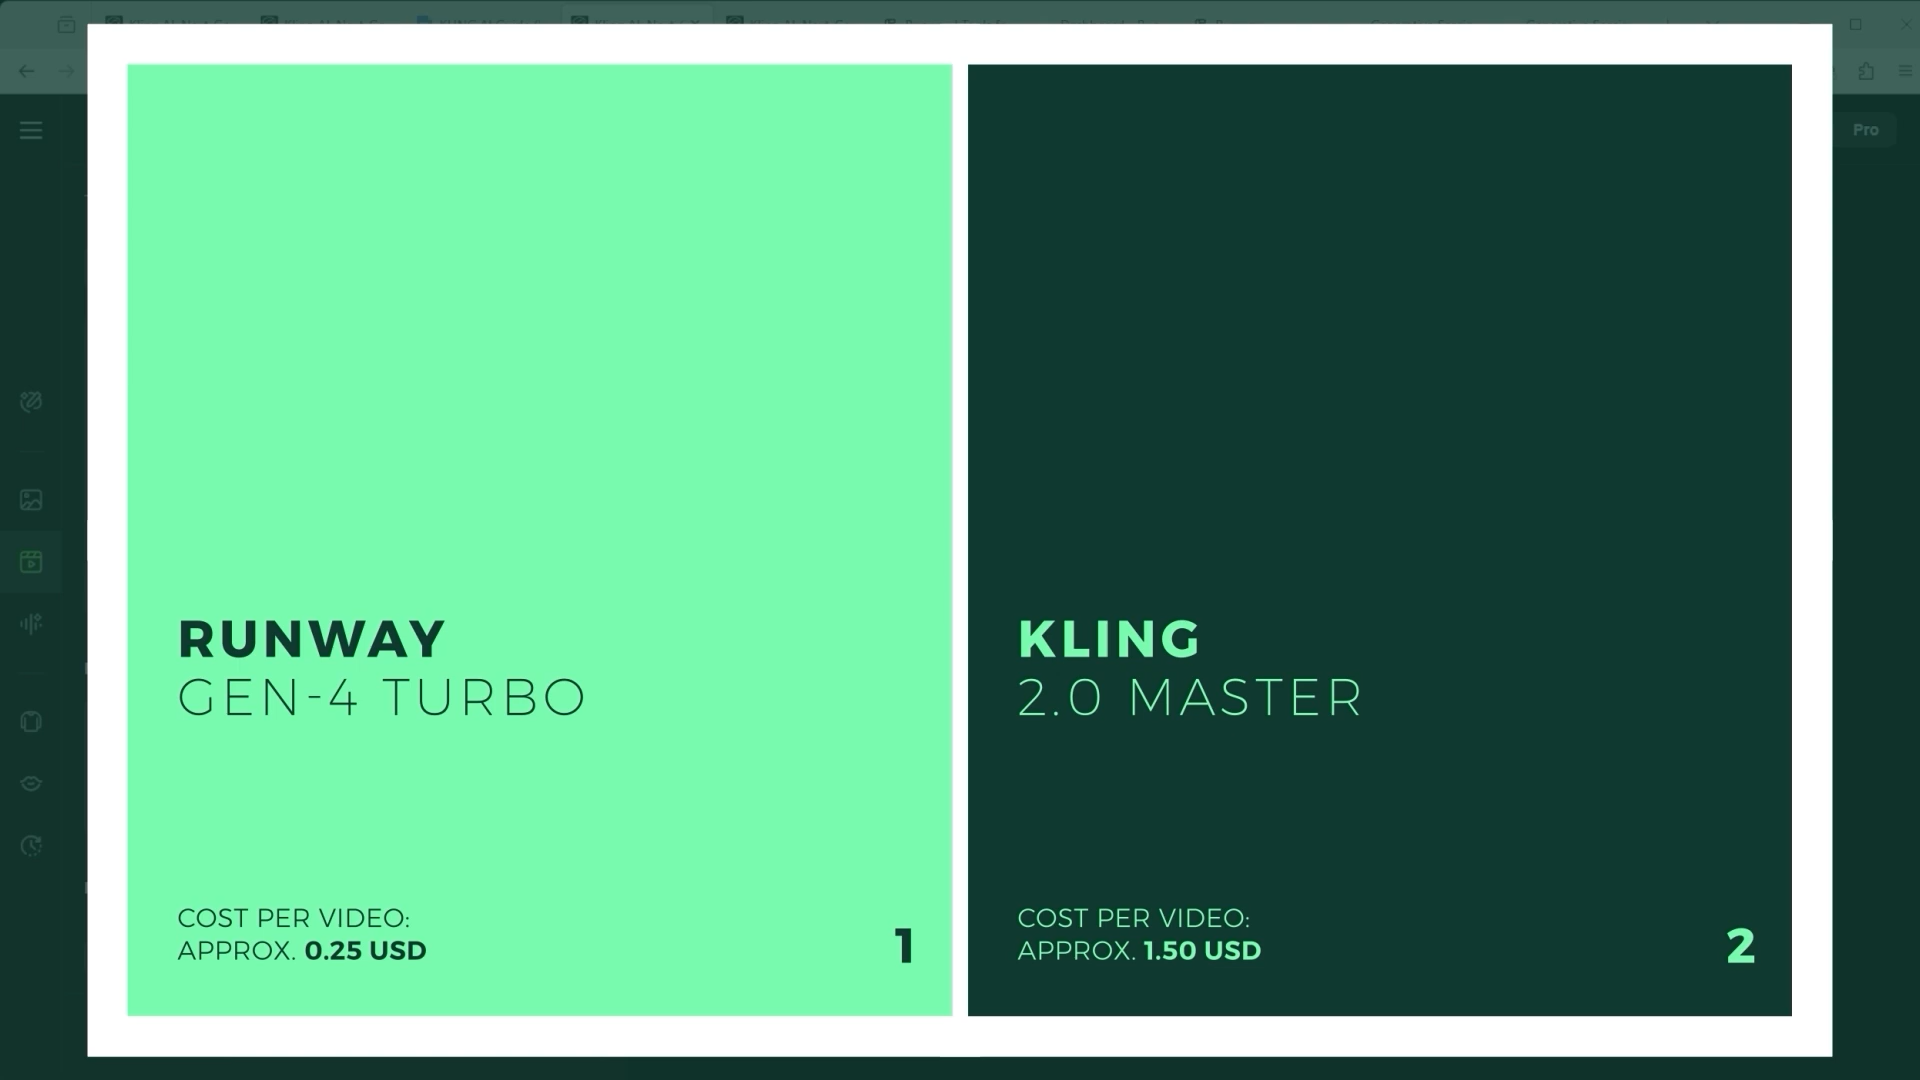 Pro
RUNWAY
GEN-4 TURBO
COST PER VIDEO:
APPROX. 0.25 USD
1
KLING
2.0 MASTER
COST PER VIDEO:
APPROX. 1.50 USD
2